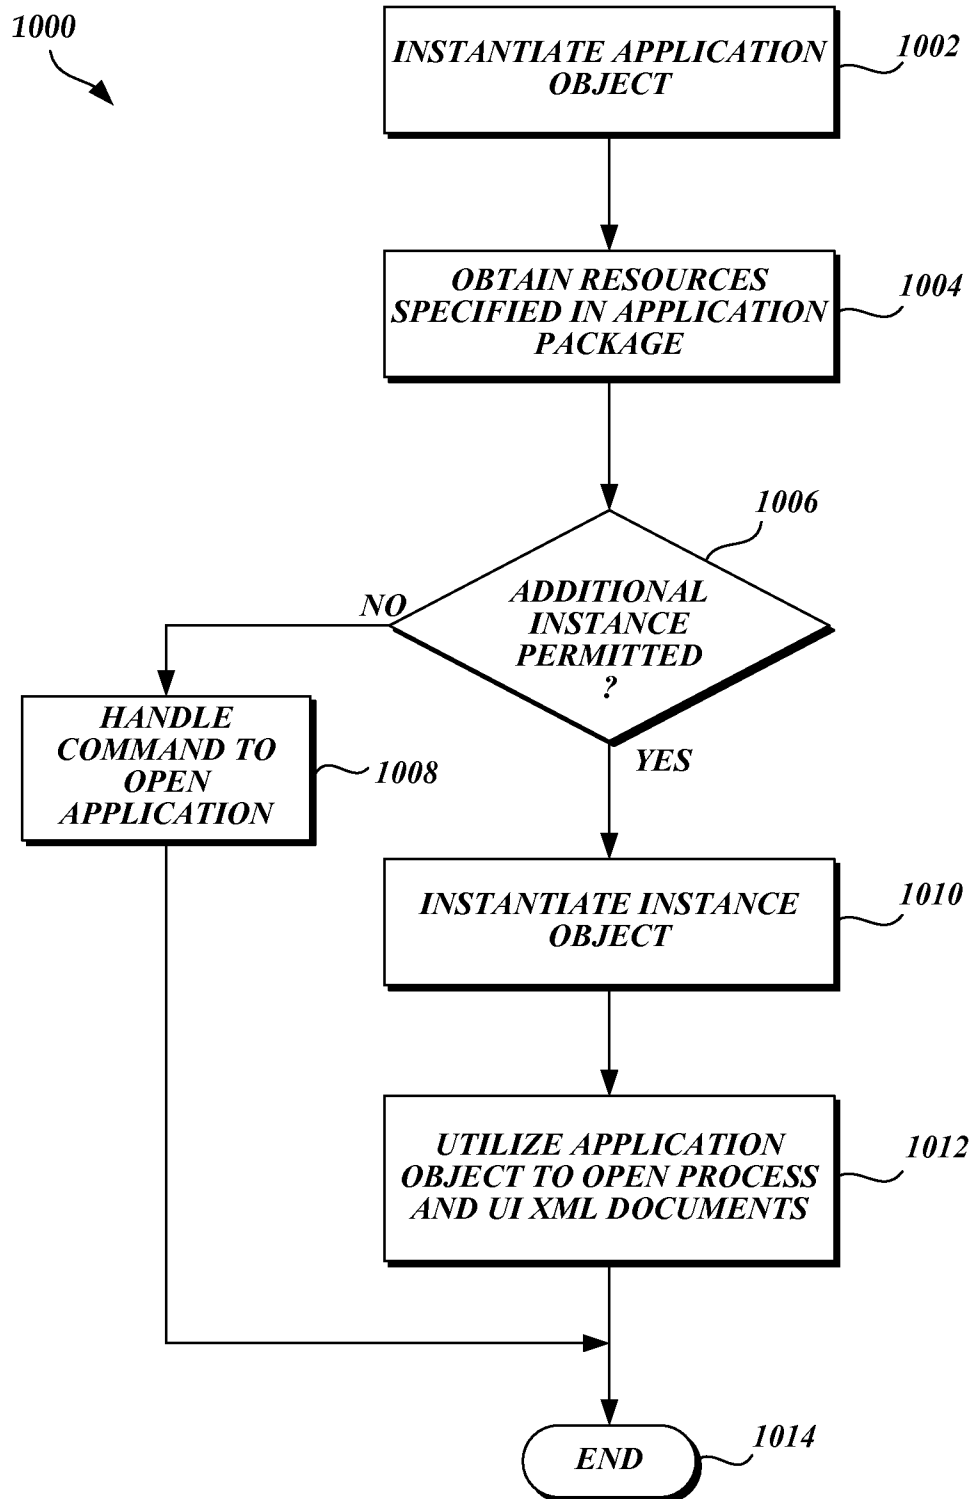 1000
INSTANTIATE APPLICATION
OBJECT
1002
OBTAIN RESOURCES
SPECIFIED IN APPLICATION
PACKAGE
1004
1006
ADDITIONAL
INSTANCE
PERMITTED
?
NO
YES
HANDLE
COMMAND TO
OPEN
APPLICATION
1008
INSTANTIATE INSTANCE
OBJECT
1010
UTILIZE APPLICATION
OBJECT TO OPEN PROCESS
AND UI XML DOCUMENTS
1012
END
1014